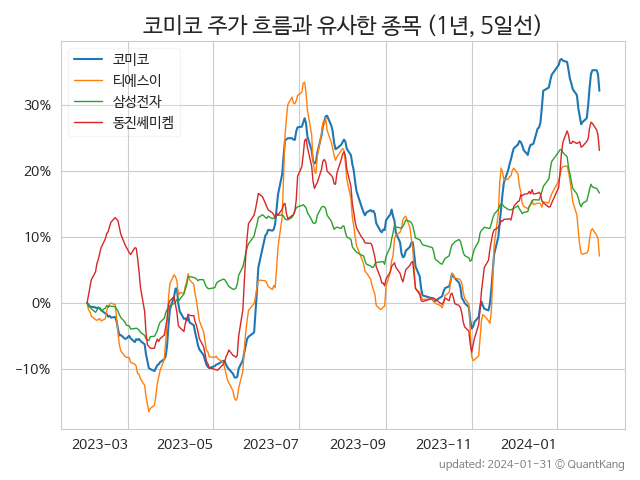 코미코 주가 흐름과 유사한 종목 (1년, 5일선)
코미코
티에스이
삼성전자
동진쎄미켐
30%
20%
10%
0%
−10%
2023-03 2023-05 2023-07 2023-09 2023-11 2024-01
updated: 2024-01-31 © QuantKang